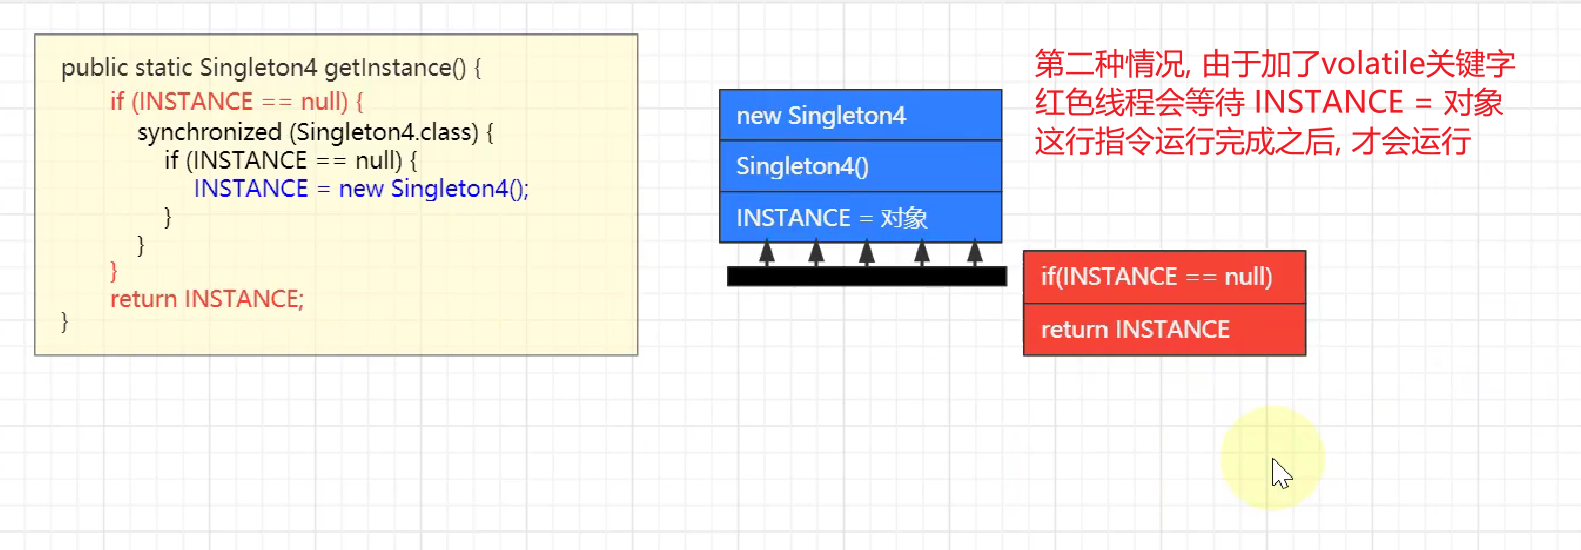 public static Singleton4 getInstance() {
if (INSTANCE == null) {
synchronized (Singleton4.class) {
if (INSTANCE == null) {
INSTANCE = new Singleton4();
}
}
}
return INSTANCE;
}
new Singleton4
Singleton4()
INSTANCE = 对象
第二种情况, 由于加了volatile关键字
红色线程会等待 INSTANCE = 对象
这行指令运行完成之后, 才会运行
if(INSTANCE == null)
return INSTANCE